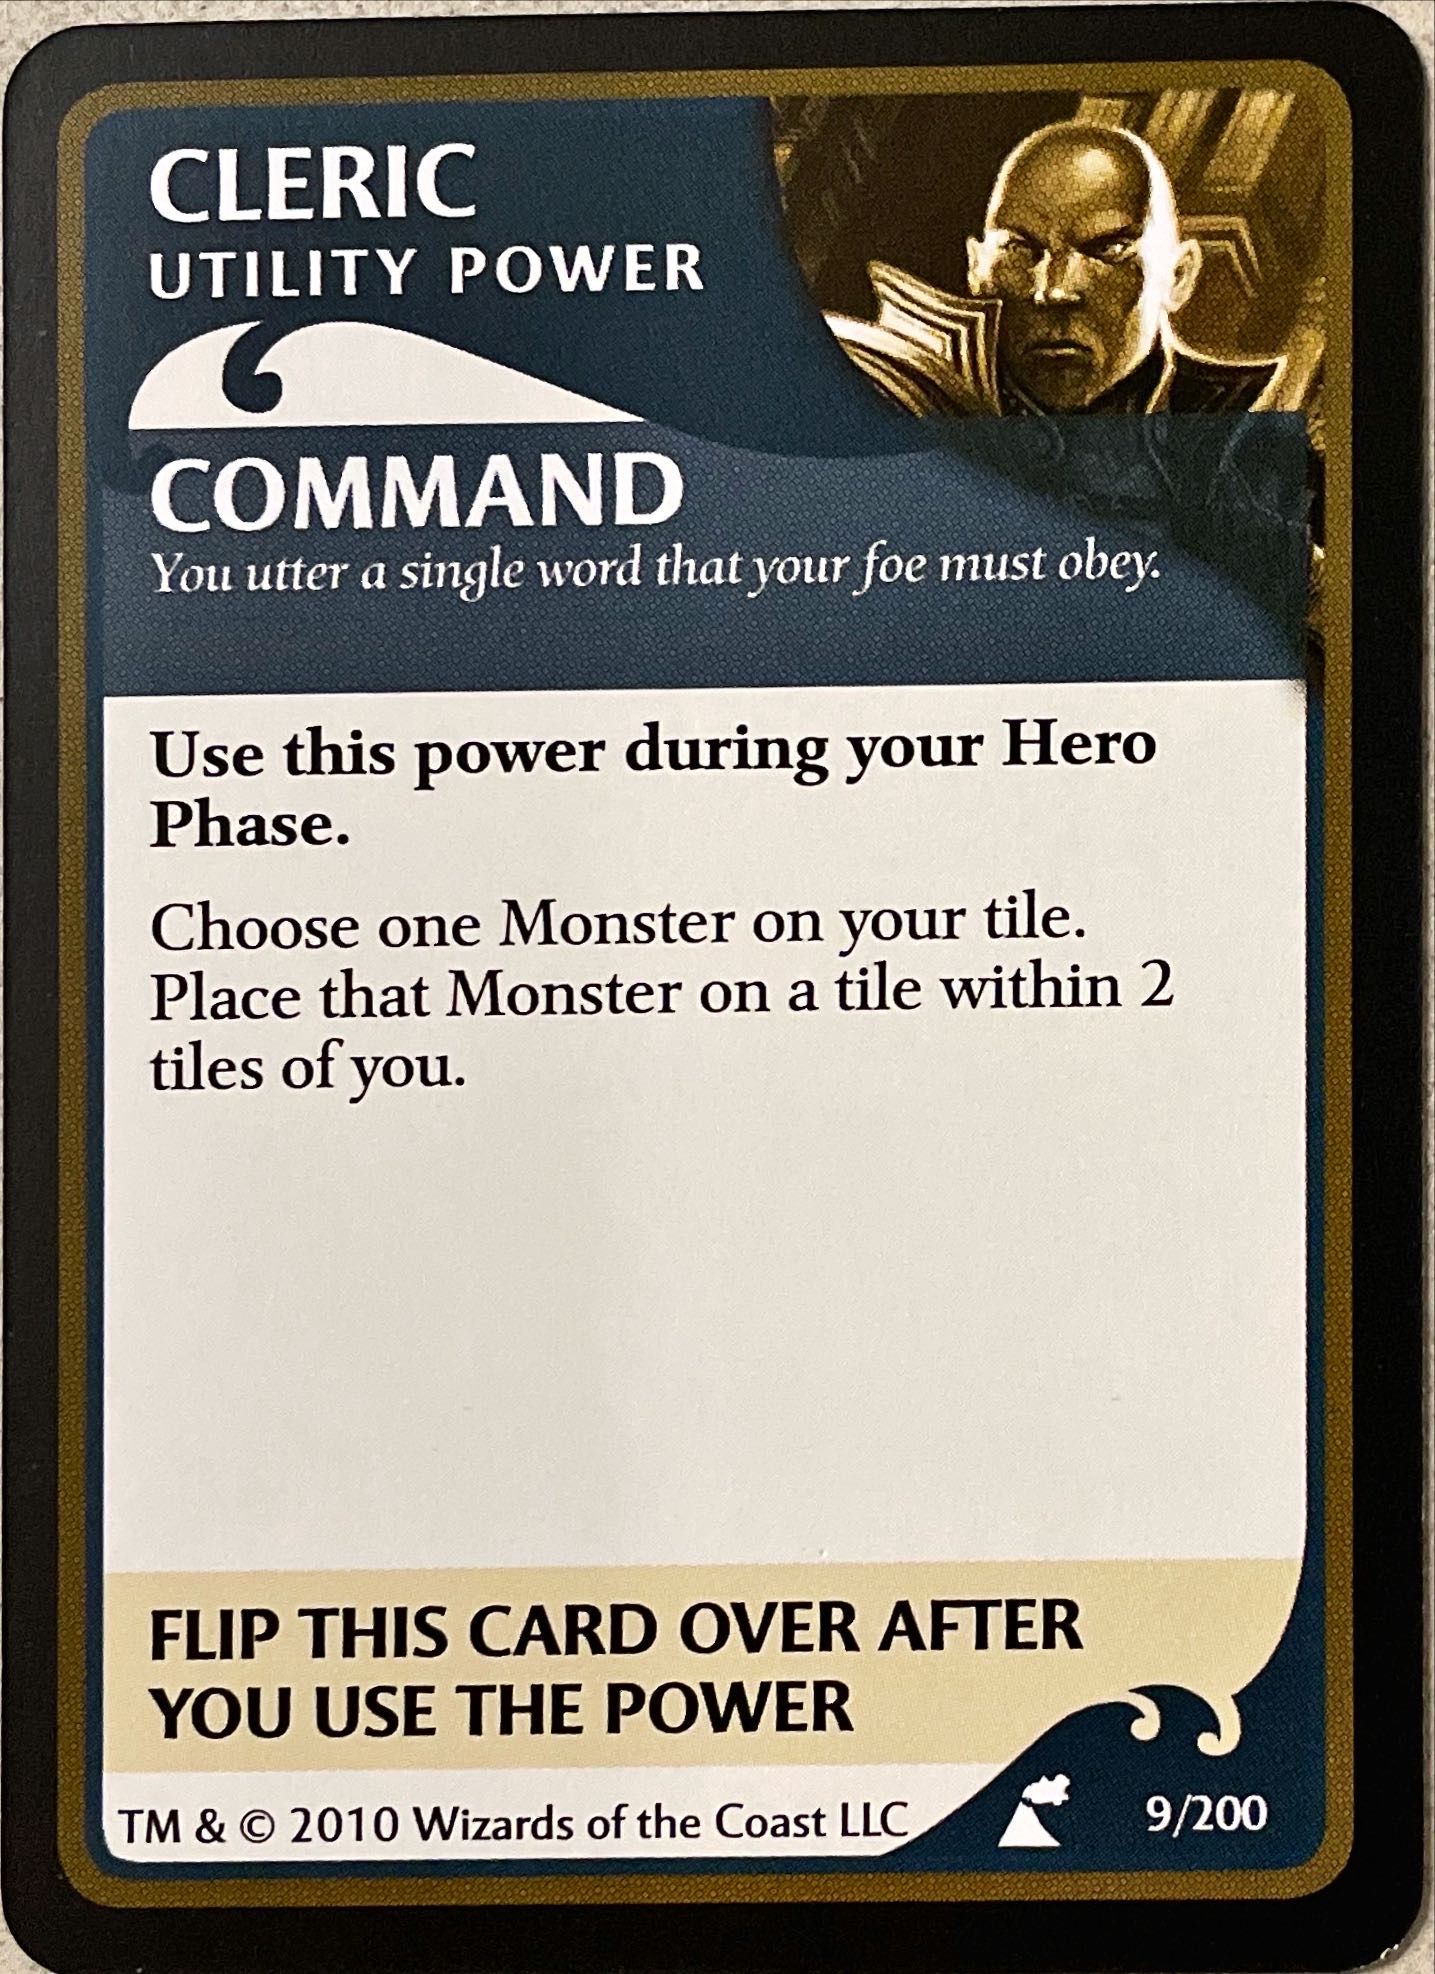 CLERIC
UTILITY POWER
COMMAND
You utter a single word that your foe must obey.
Use this power during your Hero
Phase.
Choose one Monster on your tile.
Place that Monster on a tile within 2
tiles of you.
FLIP THIS CARD OVER AFTER
YOU USE THE POWER
TM & © 2010 Wizards of the Coast LLC
9/200